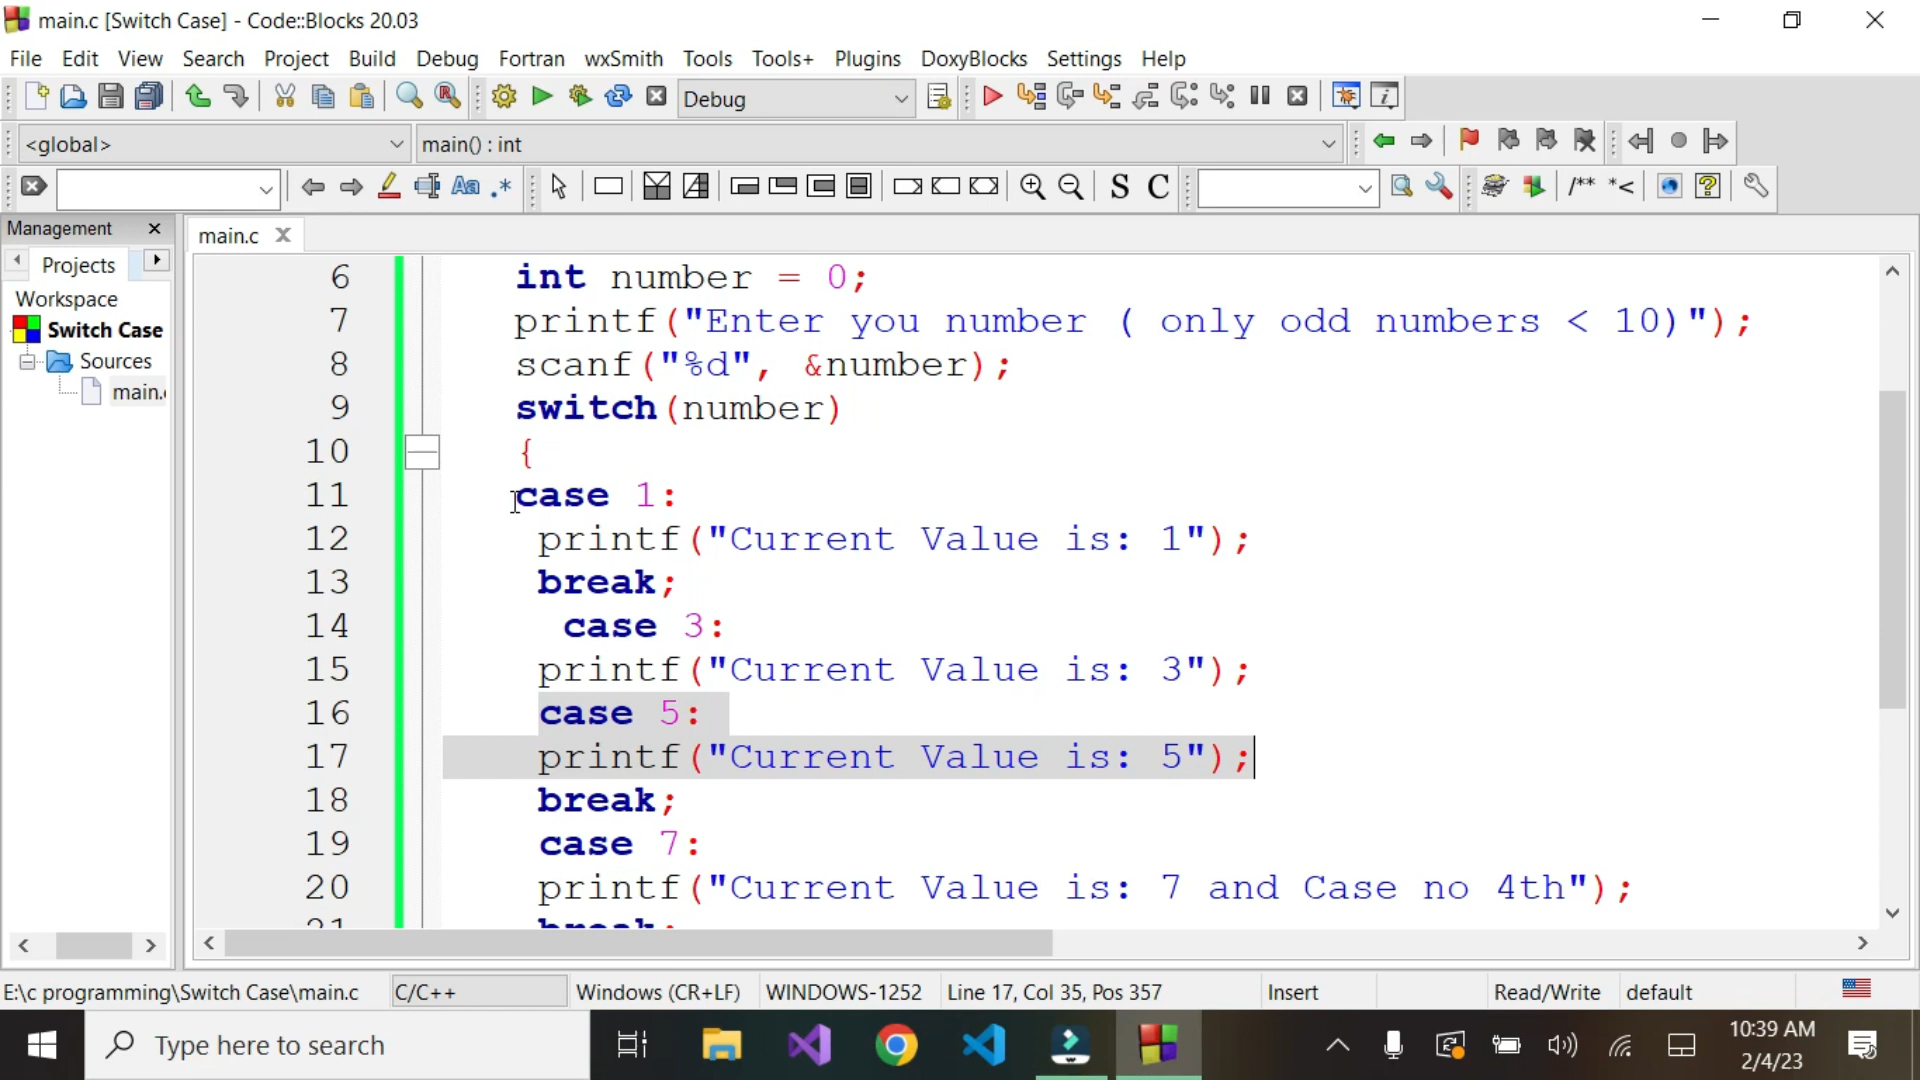 main.c [Switch Case] - Code::Blocks 20.03
File Edit View Search Project Build Debug Fortran wxSmith Tools Tools+ Plugins DoxyBlocks Settings Help
Debug
<global> main() : int
S C /** *<
Management
main.c
Projects
Workspace
Switch Case
Sources
main.
6 int number = 0;
7 printf("Enter you number ( only odd numbers < 10)");
8 scanf("%d", &number);
9 switch(number)
10 {
11 case 1:
12 printf("Current Value is: 1");
13 break;
14 case 3:
15 printf("Current Value is: 3");
16 case 5:
17 printf("Current Value is: 5");
18 break;
19 case 7:
20 printf("Current Value is: 7 and Case no 4th");
21 break;
E:\c programming\Switch Case\main.c C/C++ Windows (CR+LF) WINDOWS-1252 Line 17, Col 35, Pos 357 Insert Read/Write default
Type here to search
10:39 AM
2/4/23